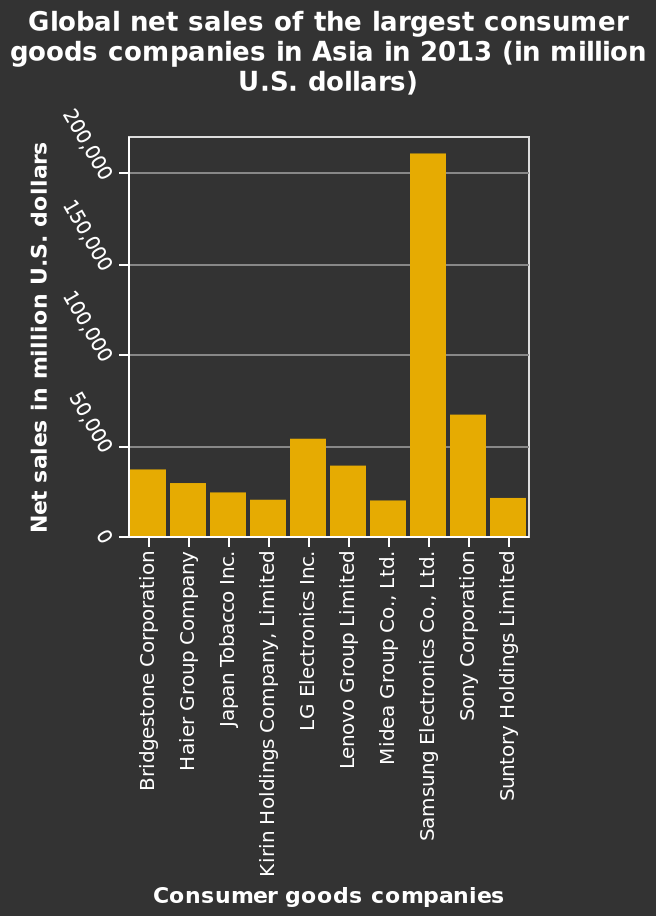 Global net sales of the largest consumer
goods companies in Asia in 2013 (in million
U.S. dollars)
Net sales in million U.S. dollars
200,000
150,000
100,000
50,000
0
Bridgestone Corporation
Haier Group Company
Japan Tobacco Inc.
Kirin Holdings Company, Limited
LG Electronics Inc.
Lenovo Group Limited
Midea Group Co., Ltd.
Samsung Electronics Co., Ltd.
Sony Corporation
Suntory Holdings Limited
Consumer goods companies